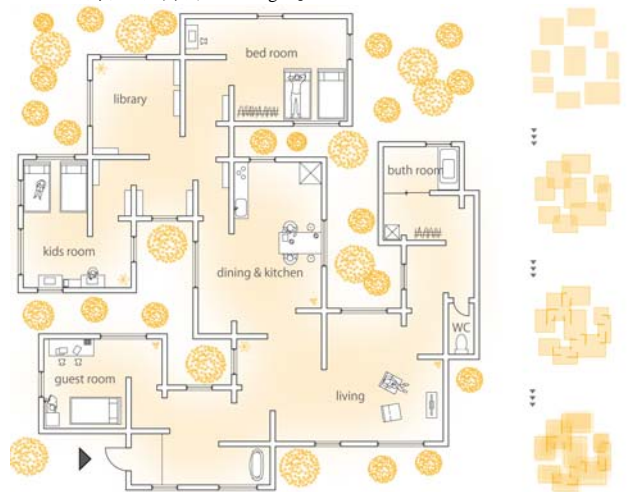 bed room
library
buth room
kids room
dining & kitchen
WC
guest room
living